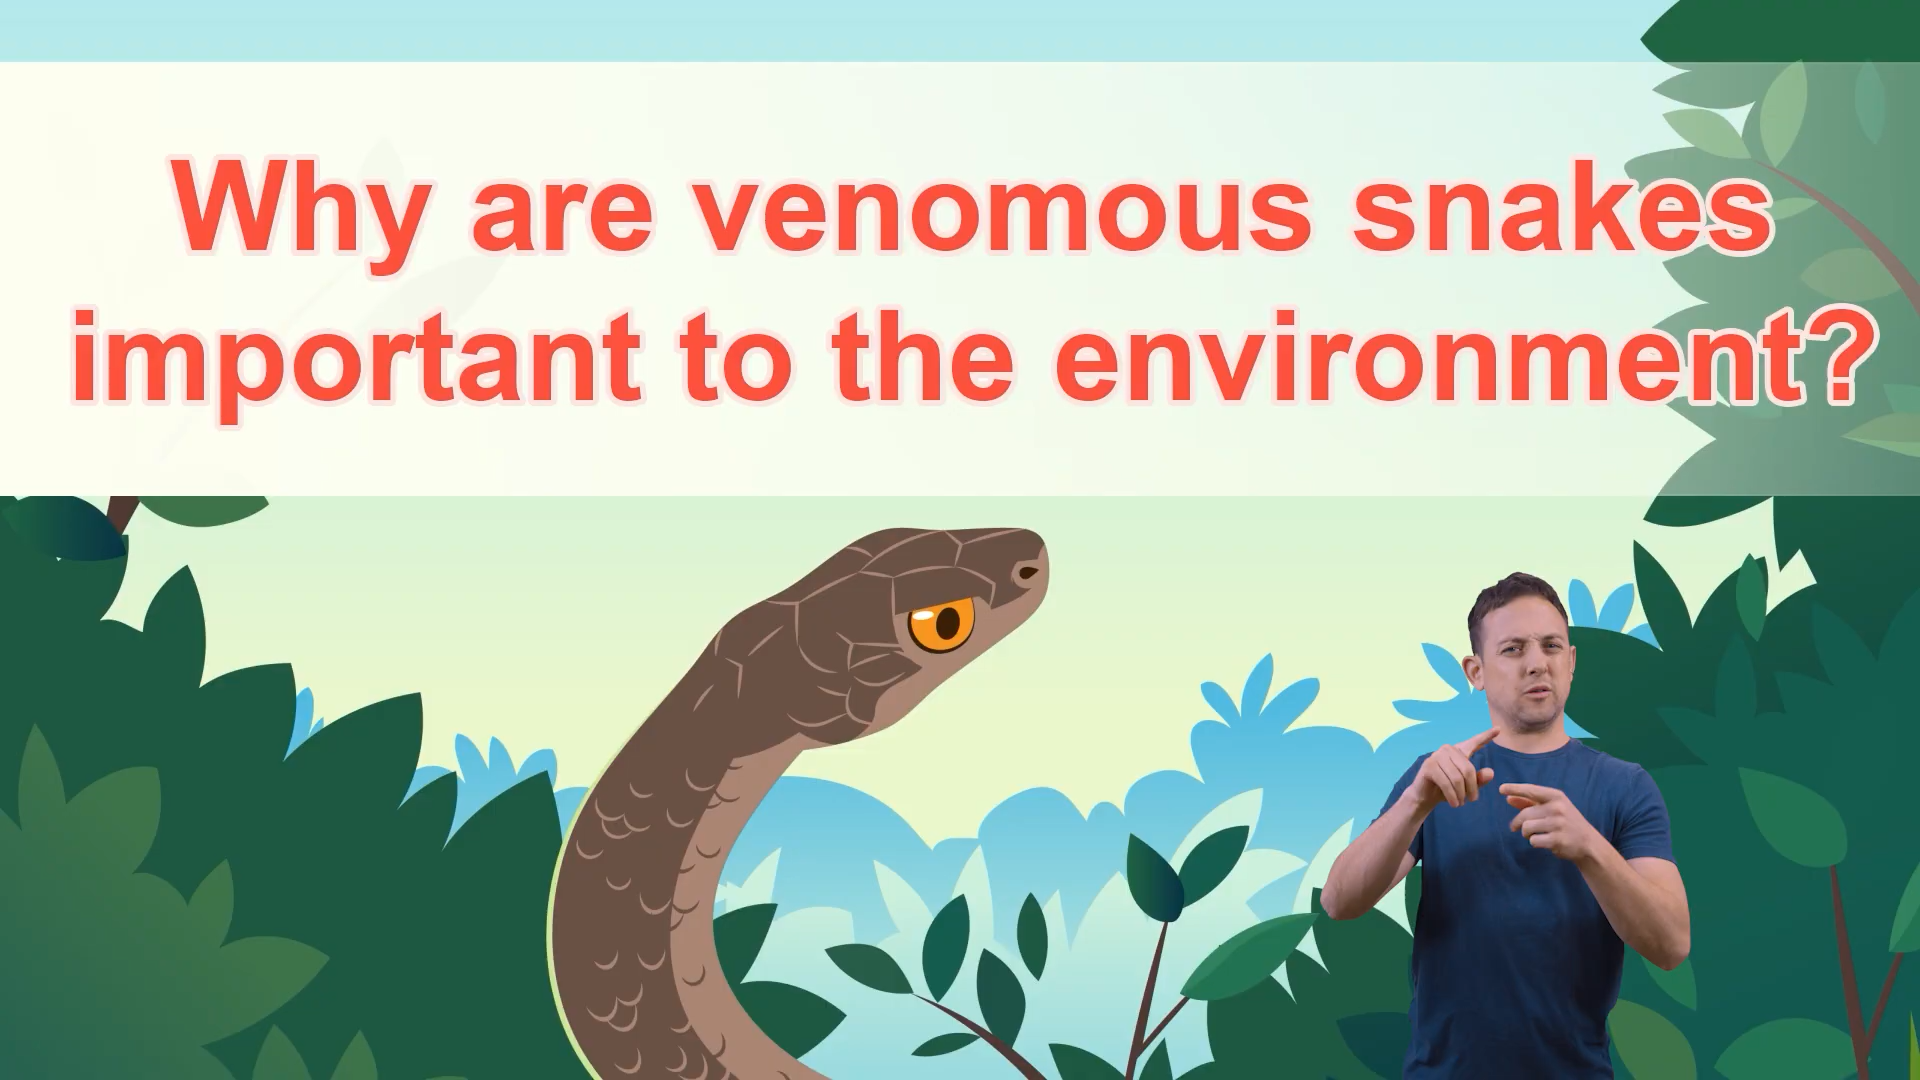 Why are venomous snakes
important to the environment?